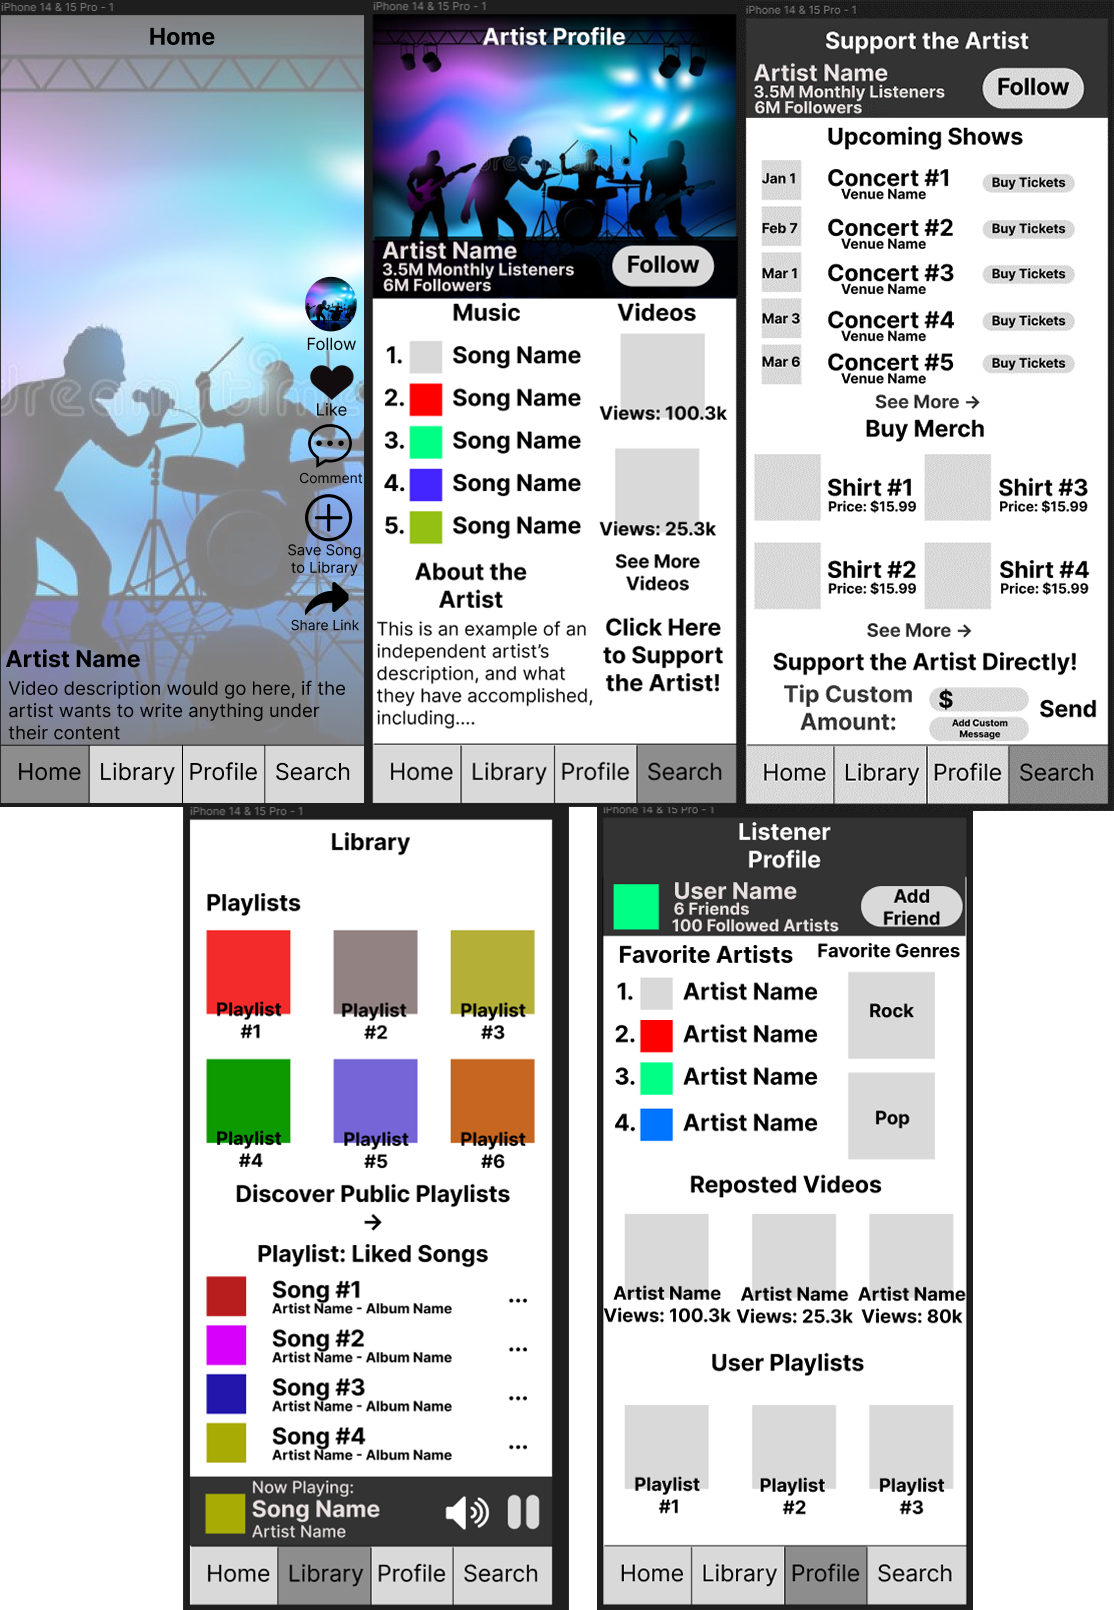 iPhone 14 & 15 Pro - 1
Home
dreamstime
Follow
Like
Comment
Save Song
to Library
Share Link
Artist Name
Video description would go here, if the
artist wants to write anything under
their content
Home Library Profile Search
iPhone 14 & 15 Pro - 1
Artist Profile
Artist Name
3.5M Monthly Listeners
6M Followers
Follow
Music
1. Song Name
2. Song Name
3. Song Name
4. Song Name
5. Song Name
Videos
Views: 100.3k
Views: 25.3k
See More
Videos
About the
Artist
This is an example of an
independent artist's
description, and what
they have accomplished,
including....
Click Here
to Support
the Artist!
Home Library Profile Search
iPhone 14 & 15 Pro - 1
Support the Artist
Artist Name
3.5M Monthly Listeners
6M Followers
Follow
Upcoming Shows
Jan 1 Concert #1 Buy Tickets
Venue Name
Feb 7 Concert #2 Buy Tickets
Venue Name
Mar 1 Concert #3 Buy Tickets
Venue Name
Mar 3 Concert #4 Buy Tickets
Venue Name
Mar 6 Concert #5 Buy Tickets
Venue Name
See More →
Buy Merch
Shirt #1 Shirt #3
Price: $15.99 Price: $15.99
Shirt #2 Shirt #4
Price: $15.99 Price: $15.99
See More →
Support the Artist Directly!
Tip Custom
Amount:
$
Add Custom
Message
Send
Home Library Profile Search
iPhone 14 & 15 Pro - 1
Library
Playlists
Playlist
#1
Playlist
#2
Playlist
#3
Playlist
#4
Playlist
#5
Playlist
#6
Discover Public Playlists
→
Playlist: Liked Songs
Song #1 ...
Artist Name - Album Name
Song #2 ...
Artist Name - Album Name
Song #3 ...
Artist Name - Album Name
Song #4 ...
Artist Name - Album Name
Now Playing:
Song Name
Artist Name
Home Library Profile Search
iPhone 14 & 15 Pro - 1
Listener
Profile
User Name
6 Friends
100 Followed Artists
Add
Friend
Favorite Artists
1. Artist Name
2. Artist Name
3. Artist Name
4. Artist Name
Favorite Genres
Rock
Pop
Reposted Videos
Artist Name Artist Name Artist Name
Views: 100.3k Views: 25.3k Views: 80k
User Playlists
Playlist
#1
Playlist
#2
Playlist
#3
Home Library Profile Search